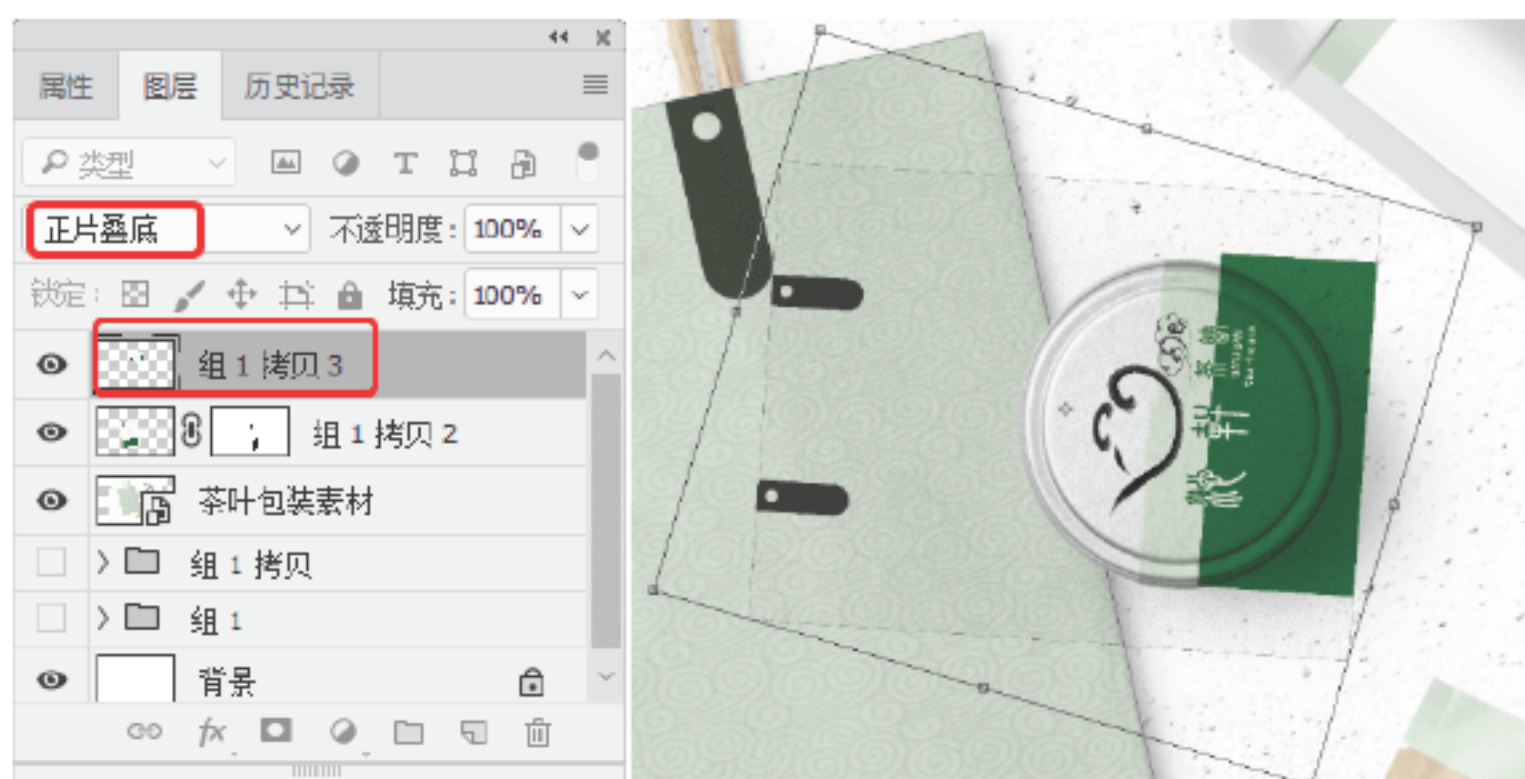 属性 图层 历史记录
类型
正片叠底 不透明度: 100%
锁定: 填充: 100%
组 1 拷贝 3
组 1 拷贝 2
茶叶包装素材
组 1 拷贝
组 1
背景
fx